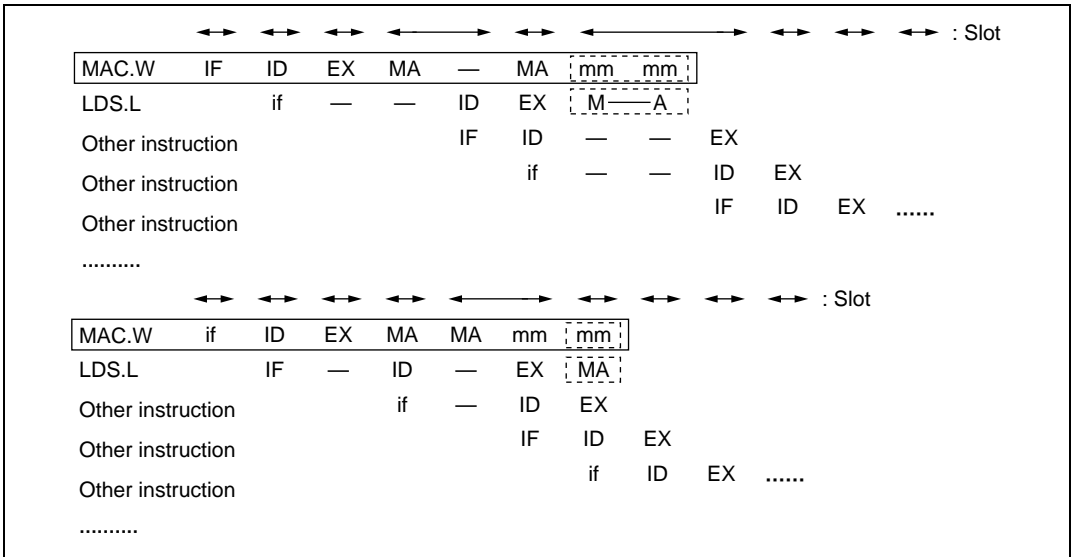 : Slot
MAC.W IF ID EX MA — MA mm mm
LDS.L if — — ID EX M — A
Other instruction IF ID — — EX
Other instruction if — — ID EX
Other instruction IF ID EX ......
..........
: Slot
MAC.W if ID EX MA MA mm mm
LDS.L IF — ID — EX MA
Other instruction if — ID EX
Other instruction IF ID EX
Other instruction if ID EX ......
..........